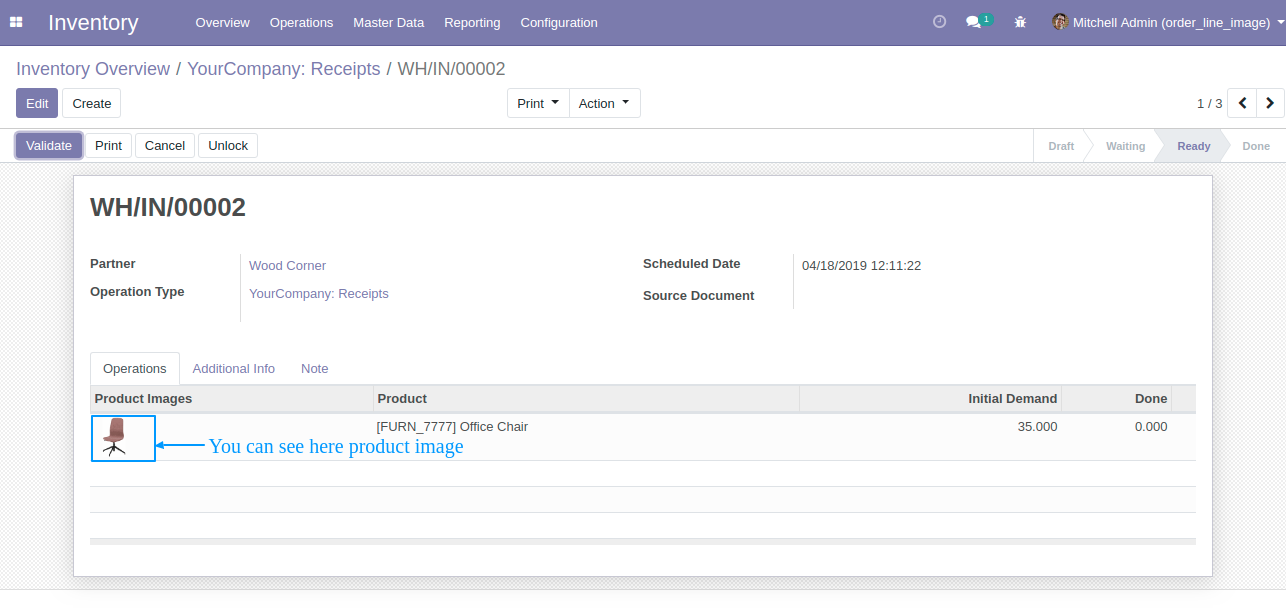 Inventory Overview Operations Master Data Reporting Configuration 1 Mitchell Admin (order_line_image)
Inventory Overview / YourCompany: Receipts / WH/IN/00002
Edit Create Print Action 1 / 3
Validate Print Cancel Unlock Draft Waiting Ready Done
WH/IN/00002
Partner Wood Corner Scheduled Date 04/18/2019 12:11:22
Operation Type YourCompany: Receipts Source Document
Operations Additional Info Note
Product Images Product Initial Demand Done
[FURN_7777] Office Chair 35.000 0.000
You can see here product image